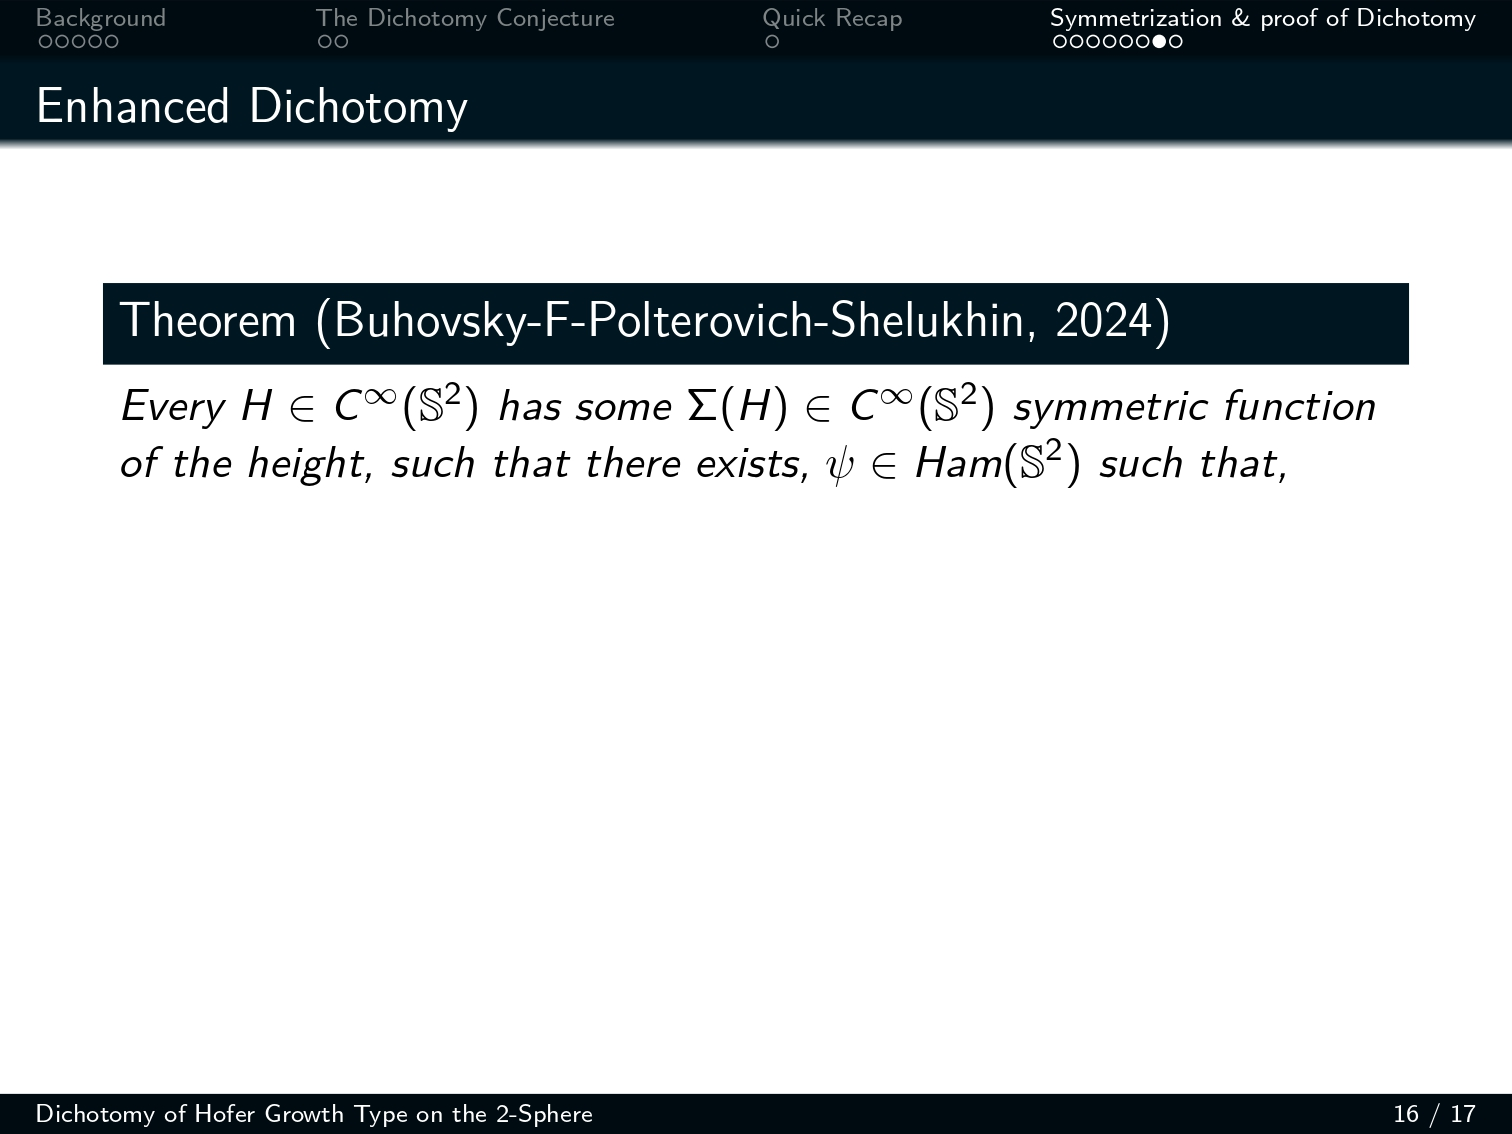 Background The Dichotomy Conjecture Quick Recap Symmetrization & proof of Dichotomy
Enhanced Dichotomy
Theorem (Buhovsky-F-Polterovich-Shelukhin, 2024)
Every H ∈ C^∞(𝕊²) has some Σ(H) ∈ C^∞(𝕊²) symmetric function
of the height, such that there exists, ψ ∈ Ham(𝕊²) such that,
Dichotomy of Hofer Growth Type on the 2-Sphere 16 / 17